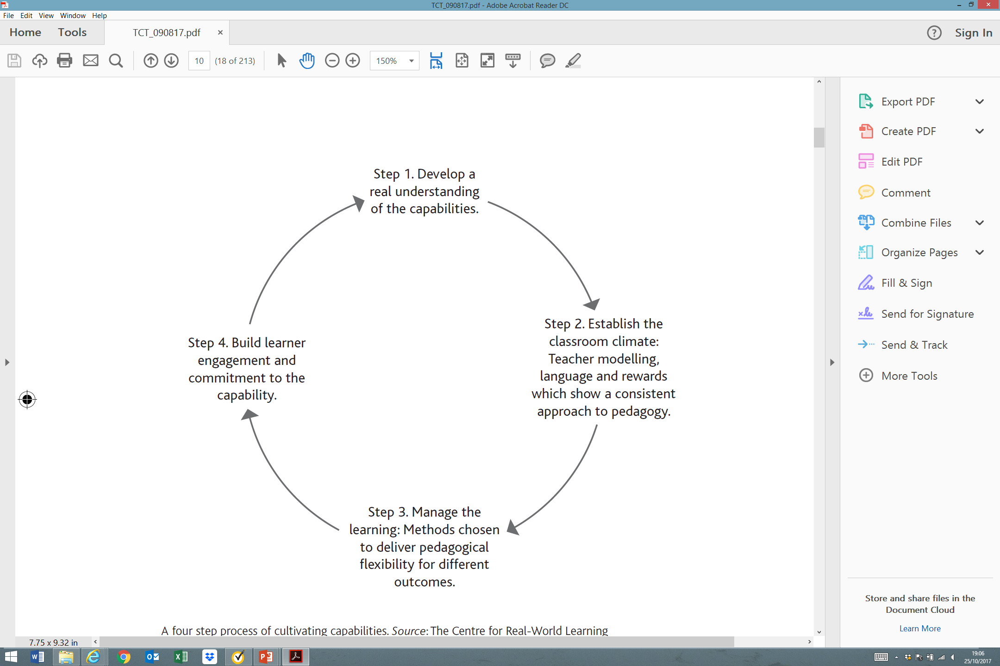 TCT_090817.pdf - Adobe Acrobat Reader DC
File Edit View Window Help
Home Tools TCT_090817.pdf × Sign In
10 (18 of 213) 150%
Step 1. Develop a
real understanding
of the capabilities.
Step 2. Establish the
classroom climate:
Teacher modelling,
language and rewards
which show a consistent
approach to pedagogy.
Step 3. Manage the
learning: Methods chosen
to deliver pedagogical
flexibility for different
outcomes.
Step 4. Build learner
engagement and
commitment to the
capability.
A four step process of cultivating capabilities. Source: The Centre for Real-World Learning
7.75 x 9.32 in
Export PDF
Create PDF
Edit PDF
Comment
Combine Files
Organize Pages
Fill & Sign
Send for Signature
Send & Track
More Tools
Store and share files in the
Document Cloud
Learn More
19:06
25/10/2017